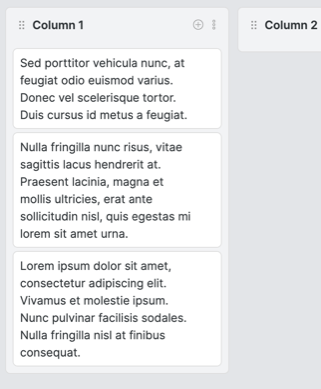 Column 1
Column 2
Sed porttitor vehicula nunc, at
feugiat odio euismod varius.
Donec vel scelerisque tortor.
Duis cursus id metus a feugiat.
Nulla fringilla nunc risus, vitae
sagittis lacus hendrerit at.
Praesent lacinia, magna et
mollis ultricies, erat ante
sollicitudin nisl, quis egestas mi
lorem sit amet urna.
Lorem ipsum dolor sit amet,
consectetur adipiscing elit.
Vivamus et molestie ipsum.
Nunc pulvinar facilisis sodales.
Nulla fringilla nisl at finibus
consequat.